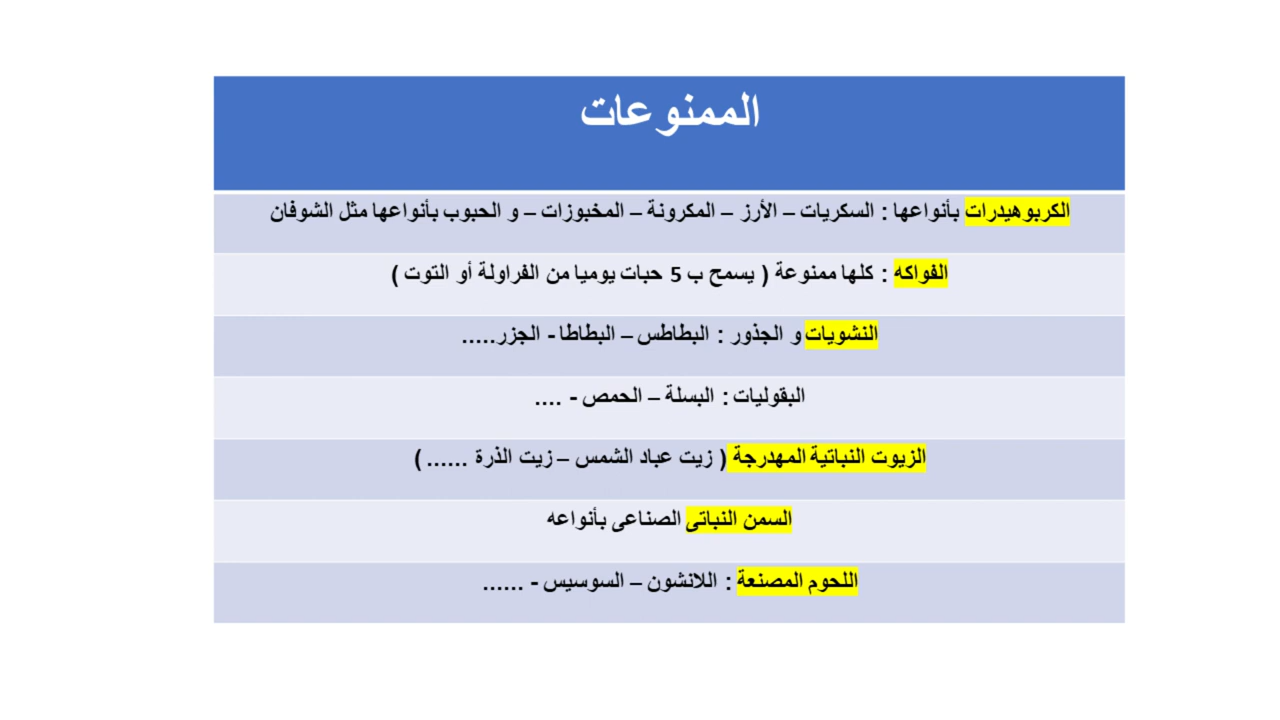 الممنوعات
الكربوهيدرات بأنواعها : السكريات – الأرز – المكرونة – المخبوزات – و الحبوب بأنواعها مثل الشوفان
الفواكه : كلها ممنوعة ( يسمح ب 5 حبات يوميا من الفراولة أو التوت )
النشويات و الجذور : البطاطس – البطاطا - الجزر.....
البقوليات : البسلة – الحمص - ....
الزيوت النباتية المهدرجة ( زيت عباد الشمس – زيت الذرة ...... )
السمن النباتى الصناعى بأنواعه
اللحوم المصنعة : اللانشون – السوسيس - ......